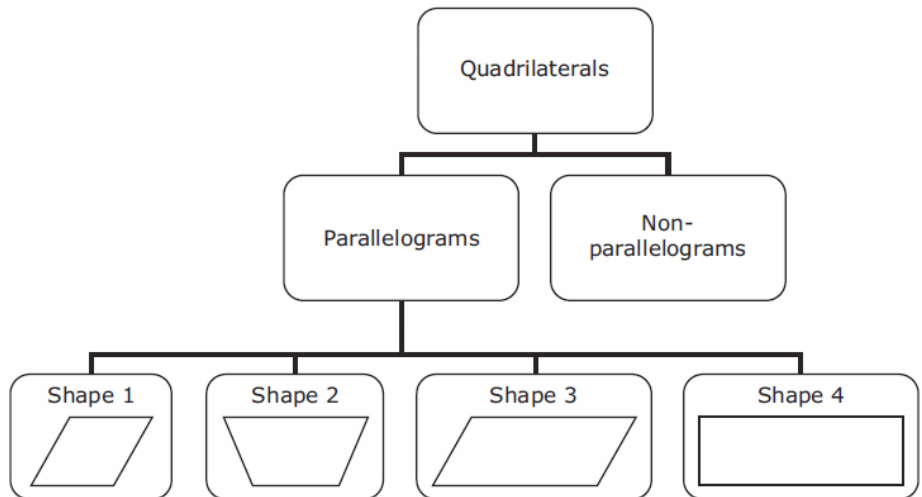 Quadrilaterals
Parallelograms
Non-
parallelograms
Shape 1
Shape 2
Shape 3
Shape 4